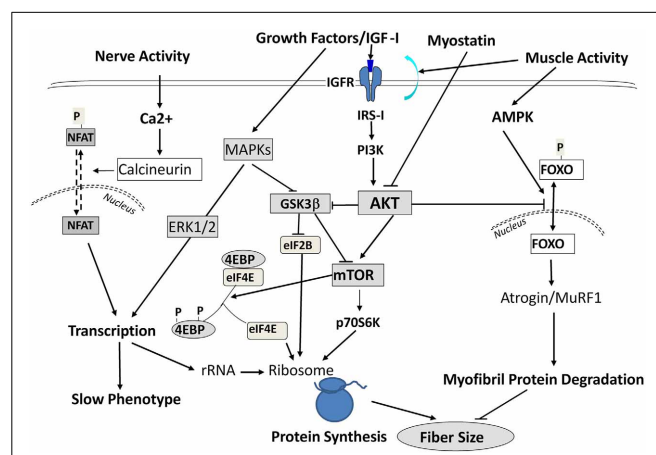 Growth Factors/IGF-I
Myostatin
Nerve Activity
Muscle Activity
IGFR
P
NFAT
Ca2+
IRS-I
AMPK
MAPKs
PI3K
P
Calcineurin
FOXO
GSK3β
AKT
Nucleus
NFAT
ERK1/2
Nucleus
eIF2B
FOXO
4EBP
eIF4E
mTOR
Atrogin/MuRF1
P P
4EBP
eIF4E
p70S6K
Transcription
rRNA
Ribosome
Myofibril Protein Degradation
Slow Phenotype
Protein Synthesis
Fiber Size